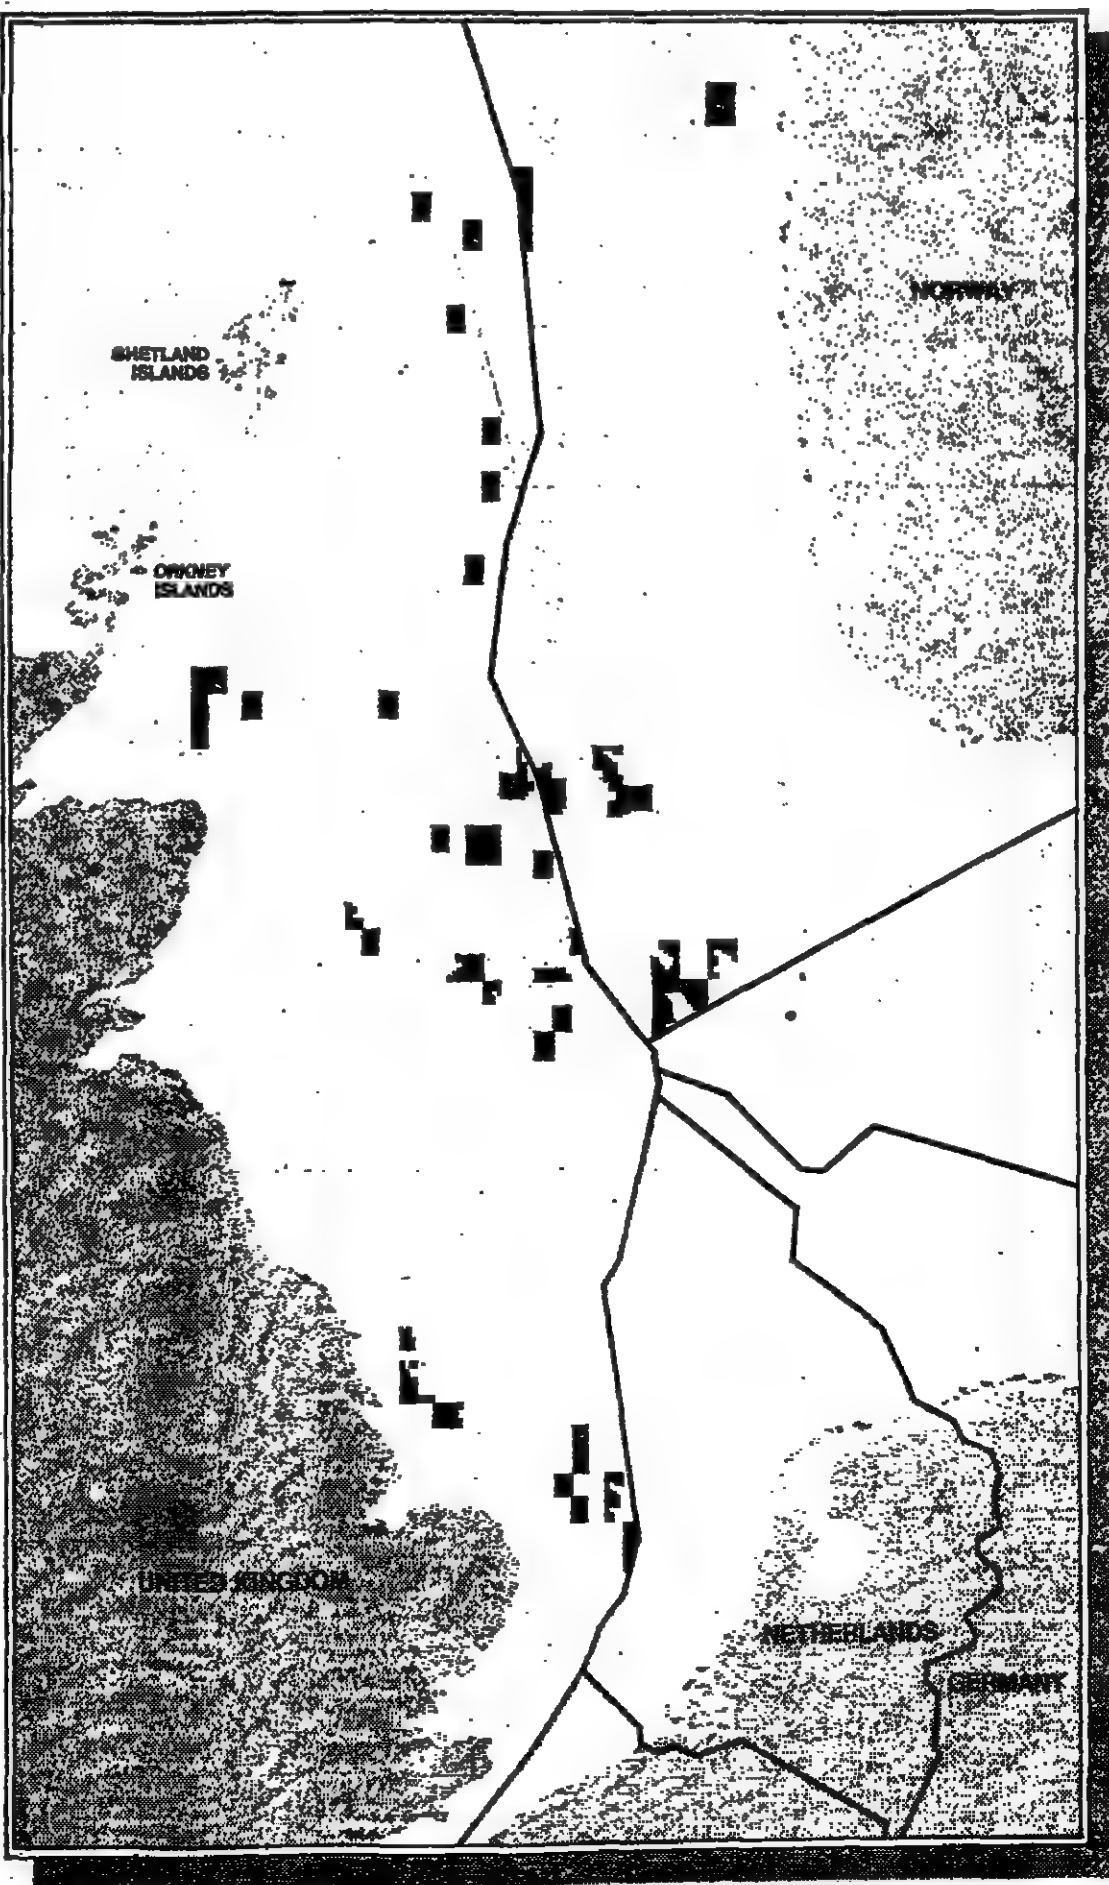 NORWAY
SHETLAND
ISLANDS
ORKNEY
ISLANDS
UNITED KINGDOM
NETHERLANDS
GERMANY